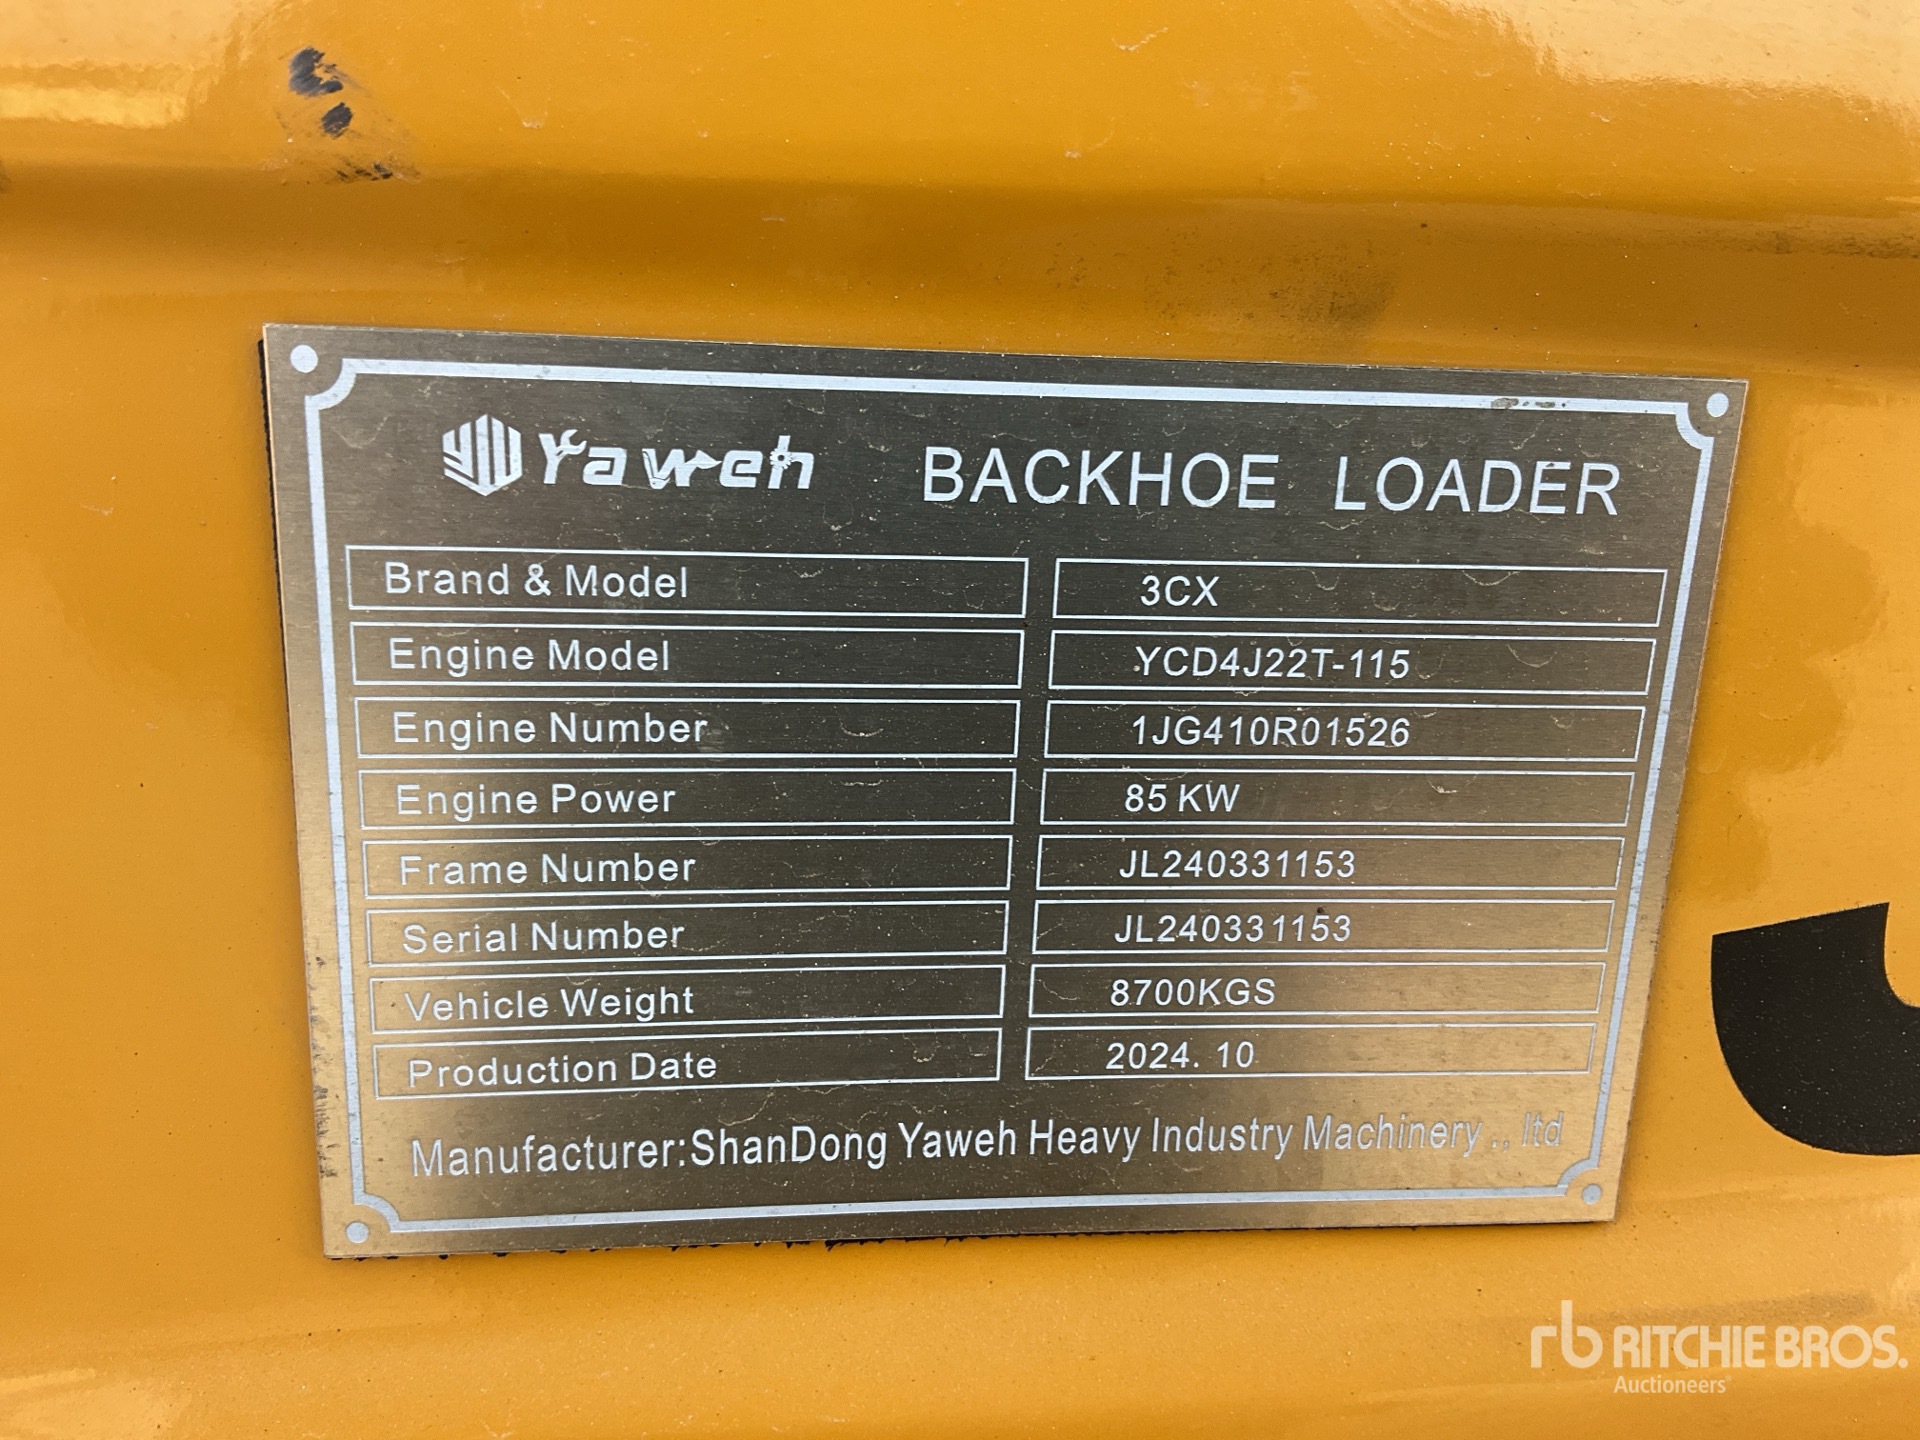 Yaweh BACKHOE LOADER
Brand & Model 3CX
Engine Model YCD4J22T-115
Engine Number 1JG410R01526
Engine Power 85 KW
Frame Number JL240331153
Serial Number JL240331153
Vehicle Weight 8700KGS
Production Date 2024. 10
Manufacturer:ShanDong Yaweh Heavy Industry Machinery ., ltd
rb RITCHIE BROS.
Auctioneers